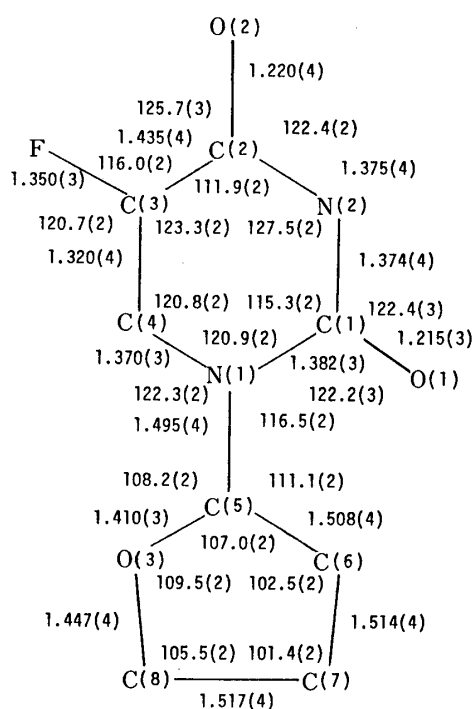 O(2)
1.220(4)
125.7(3)
1.435(4) 122.4(2)
F 116.0(2) C(2) 1.375(4)
1.350(3) 111.9(2)
C(3) N(2)
120.7(2) 123.3(2) 127.5(2)
1.320(4) 1.374(4)
120.8(2) 115.3(2) 122.4(3)
C(4) 120.9(2) C(1) 1.215(3)
1.370(3) 1.382(3)
N(1) O(1)
122.3(2) 122.2(3)
1.495(4) 116.5(2)
108.2(2) 111.1(2)
C(5)
1.410(3) 1.508(4)
107.0(2)
O(3) C(6)
109.5(2) 102.5(2)
1.447(4) 1.514(4)
105.5(2) 101.4(2)
C(8) C(7)
1.517(4)